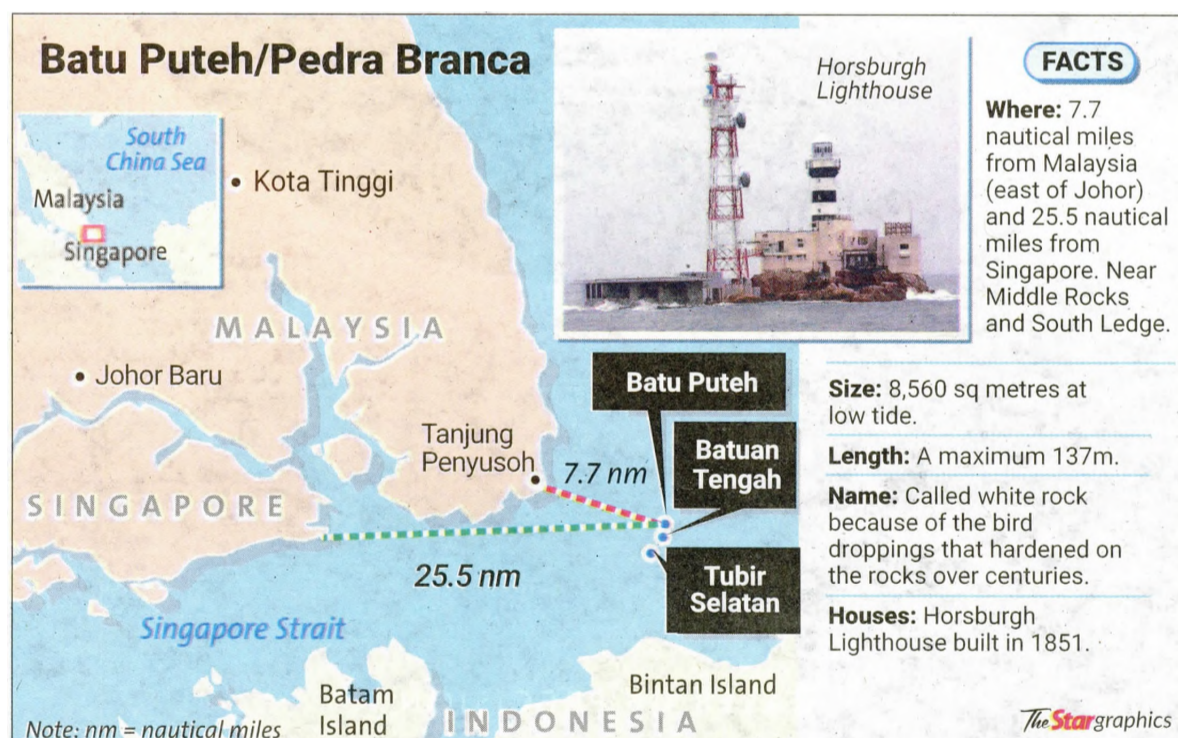 Batu Puteh/Pedra Branca
South
China Sea
Malaysia
Singapore
Kota Tinggi
MALAYSIA
Johor Baru
Tanjung
Penyusoh
7.7 nm
SINGAPORE
25.5 nm
Batu Puteh
Batuan
Tengah
Tubir
Selatan
Singapore Strait
Batam
Island
Bintan Island
INDONESIA
Note: nm = nautical miles
Horsburgh
Lighthouse
FACTS
Where: 7.7
nautical miles
from Malaysia
(east of Johor)
and 25.5 nautical
miles from
Singapore. Near
Middle Rocks
and South Ledge.
Size: 8,560 sq metres at
low tide.
Length: A maximum 137m.
Name: Called white rock
because of the bird
droppings that hardened on
the rocks over centuries.
Houses: Horsburgh
Lighthouse built in 1851.
TheStargraphics